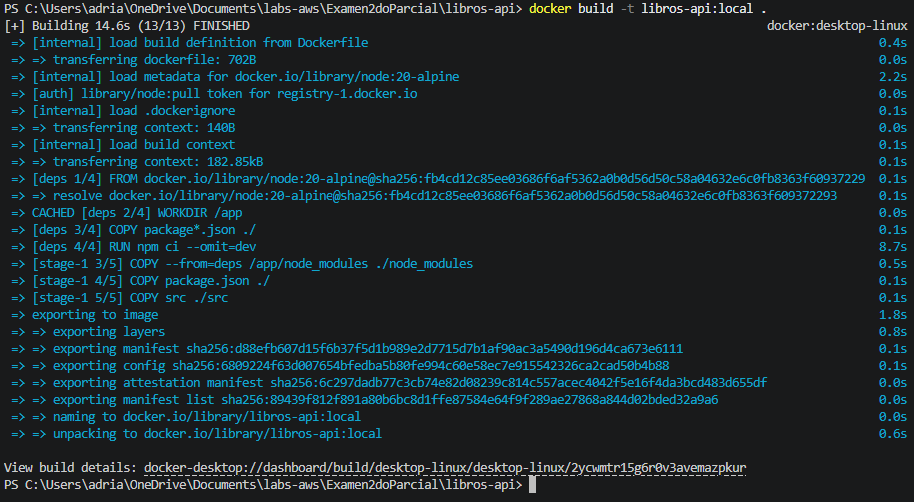 PS C:\Users\adria\OneDrive\Documents\labs-aws\Examen2doParcial\libros-api> docker build -t libros-api:local .
[+] Building 14.6s (13/13) FINISHED docker:desktop-linux
=> [internal] load build definition from Dockerfile 0.4s
=> => transferring dockerfile: 702B 0.0s
=> [internal] load metadata for docker.io/library/node:20-alpine 2.2s
=> [auth] library/node:pull token for registry-1.docker.io 0.0s
=> [internal] load .dockerignore 0.1s
=> => transferring context: 140B 0.0s
=> [internal] load build context 0.1s
=> => transferring context: 182.85kB 0.1s
=> [deps 1/4] FROM docker.io/library/node:20-alpine@sha256:fb4cd12c85ee03686f6af5362a0b0d56d50c58a04632e6c0fb8363f60937229 0.1s
=> => resolve docker.io/library/node:20-alpine@sha256:fb4cd12c85ee03686f6af5362a0b0d56d50c58a04632e6c0fb8363f609372293 0.1s
=> CACHED [deps 2/4] WORKDIR /app 0.0s
=> [deps 3/4] COPY package*.json ./ 0.1s
=> [deps 4/4] RUN npm ci --omit=dev 8.7s
=> [stage-1 3/5] COPY --from=deps /app/node_modules ./node_modules 0.5s
=> [stage-1 4/5] COPY package.json ./ 0.1s
=> [stage-1 5/5] COPY src ./src 0.1s
=> exporting to image 1.8s
=> => exporting layers 0.8s
=> => exporting manifest sha256:d88efb607d15f6b37f5d1b989e2d7715d7b1af90ac3a5490d196d4ca673e6111 0.1s
=> => exporting config sha256:6809224f63d007654bfedba5b80fe994c60e58ec7e915542326ca2cad50b4b88 0.1s
=> => exporting attestation manifest sha256:6c297dadb77c3cb74e82d08239c814c557acec4042f5e16f4da3bcd483d655df 0.0s
=> => exporting manifest list sha256:89439f812f891a80b6bc8d1ffe87584e64f9f289ae27868a844d02bded32a9a6 0.0s
=> => naming to docker.io/library/libros-api:local 0.0s
=> => unpacking to docker.io/library/libros-api:local 0.6s
View build details: docker-desktop://dashboard/build/desktop-linux/desktop-linux/2ycwmtr15g6r0v3avemazpkur
PS C:\Users\adria\OneDrive\Documents\labs-aws\Examen2doParcial\libros-api>